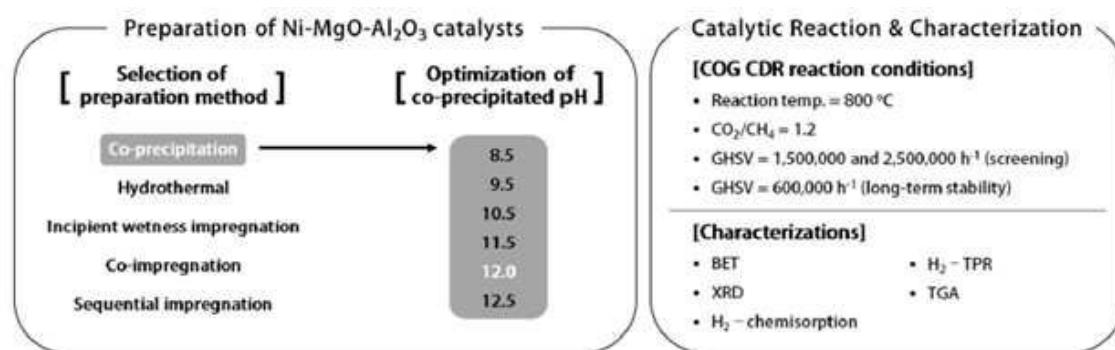 Preparation of Ni-MgO-Al₂O₃ catalysts
[ Selection of
preparation method ]
Co-precipitation
Hydrothermal
Incipient wetness impregnation
Co-impregnation
Sequential impregnation
[ Optimization of
co-precipitated pH ]
8.5
9.5
10.5
11.5
12.0
12.5
Catalytic Reaction & Characterization
[COG CDR reaction conditions]
• Reaction temp. = 800 °C
• CO₂/CH₄ = 1.2
• GHSV = 1,500,000 and 2,500,000 h⁻¹ (screening)
• GHSV = 600,000 h⁻¹ (long-term stability)
[Characterizations]
• BET
• XRD
• H₂ – chemisorption
• H₂ – TPR
• TGA